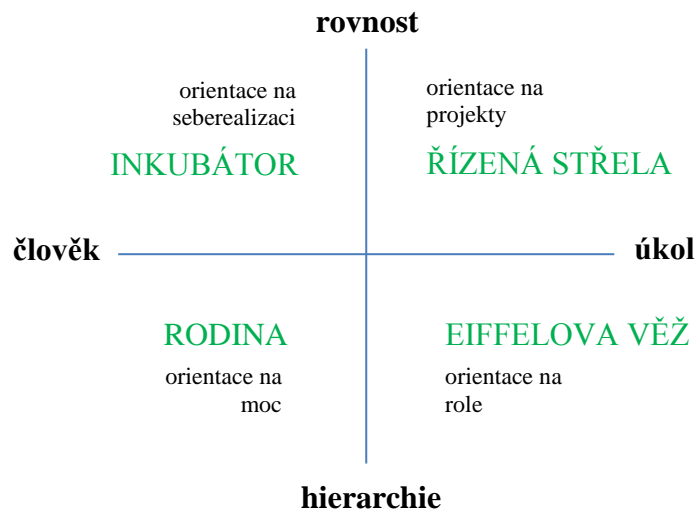 rovnost
orientace na
seberealizaci
INKUBÁTOR
orientace na
projekty
ŘÍZENÁ STŘELA
člověk
úkol
RODINA
orientace na
moc
EIFFELOVA VĚŽ
orientace na
role
hierarchie